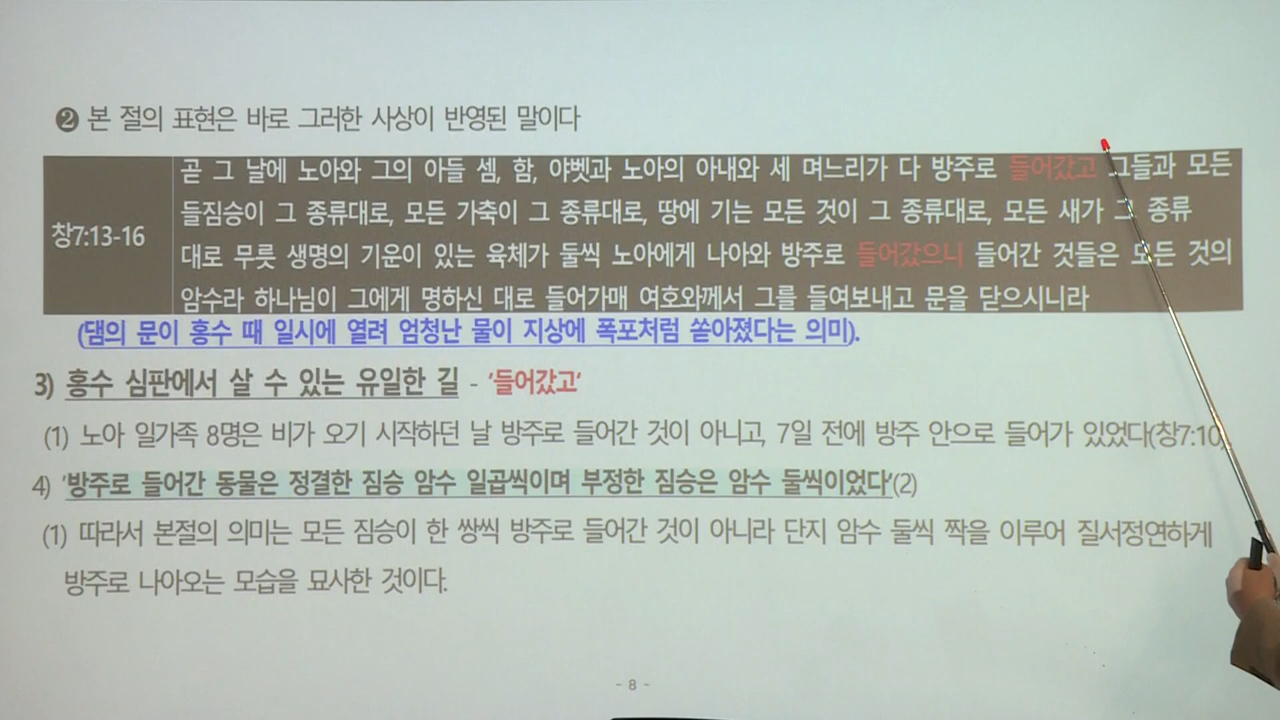 ❷ 본 절의 표현은 바로 그러한 사상이 반영된 말이다
창7:13-16
곧 그 날에 노아와 그의 아들 셈, 함, 야벳과 노아의 아내와 세 며느리가 다 방주로 들어갔고 그들과 모든
들짐승이 그 종류대로, 모든 가축이 그 종류대로, 땅에 기는 모든 것이 그 종류대로, 모든 새가 그 종류
대로 무릇 생명의 기운이 있는 육체가 둘씩 노아에게 나아와 방주로 들어갔으니 들어간 것들은 모든 것의
암수라 하나님이 그에게 명하신 대로 들어가매 여호와께서 그를 들여보내고 문을 닫으시니라
(댐의 문이 홍수 때 일시에 열려 엄청난 물이 지상에 폭포처럼 쏟아졌다는 의미).
3) 홍수 심판에서 살 수 있는 유일한 길 - '들어갔고'
(1) 노아 일가족 8명은 비가 오기 시작하던 날 방주로 들어간 것이 아니고, 7일 전에 방주 안으로 들어가 있었다(창7:10)
4) '방주로 들어간 동물은 정결한 짐승 암수 일곱씩이며 부정한 짐승은 암수 둘씩이었다'(2)
(1) 따라서 본절의 의미는 모든 짐승이 한 쌍씩 방주로 들어간 것이 아니라 단지 암수 둘씩 짝을 이루어 질서정연하게
방주로 나아오는 모습을 묘사한 것이다.
- 8 -